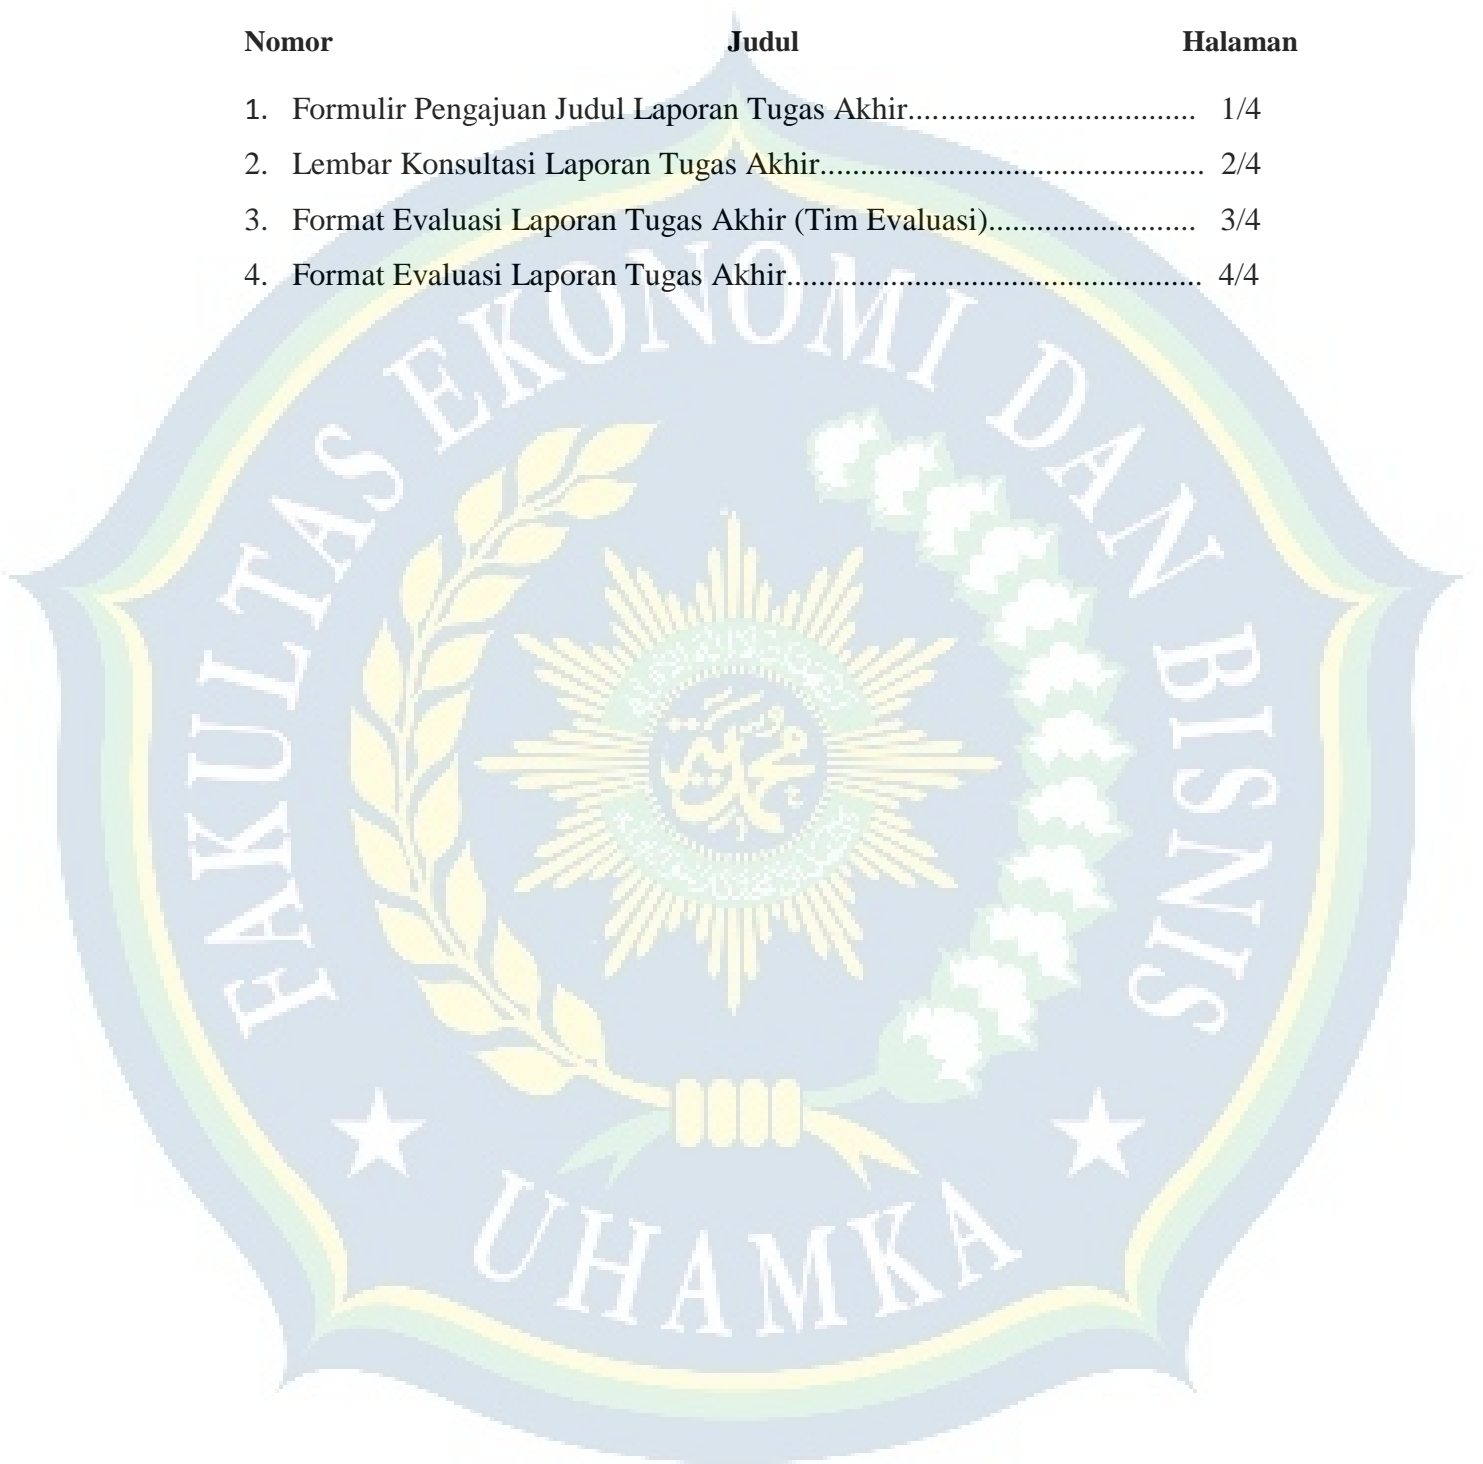 Nomor Judul Halaman
1. Formulir Pengajuan Judul Laporan Tugas Akhir.................................... 1/4
2. Lembar Konsultasi Laporan Tugas Akhir................................................ 2/4
3. Format Evaluasi Laporan Tugas Akhir (Tim Evaluasi).......................... 3/4
4. Format Evaluasi Laporan Tugas Akhir.................................................... 4/4
FAKULTAS EKONOMI DAN BISNIS
محمدية
UHAMKA